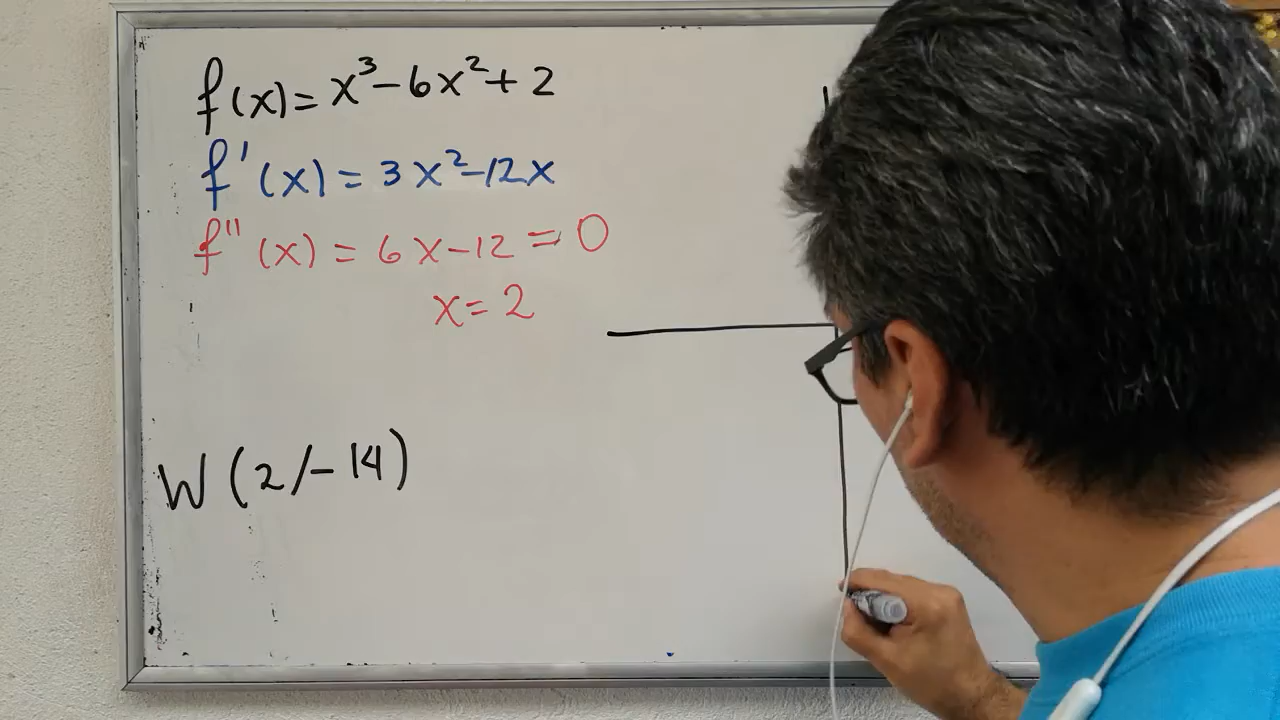 f(x)= x³-6x²+2
f'(x) = 3x²-12x
f''(x) = 6x-12 = 0
x= 2
W (2/-14)